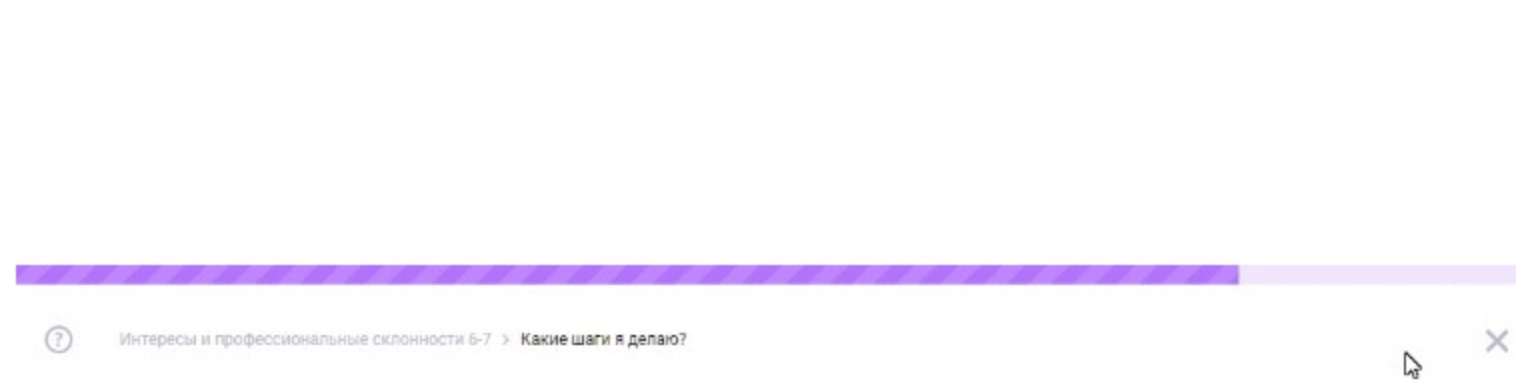 ? Интересы и профессиональные склонности 6-7 > Какие шаги я делаю?